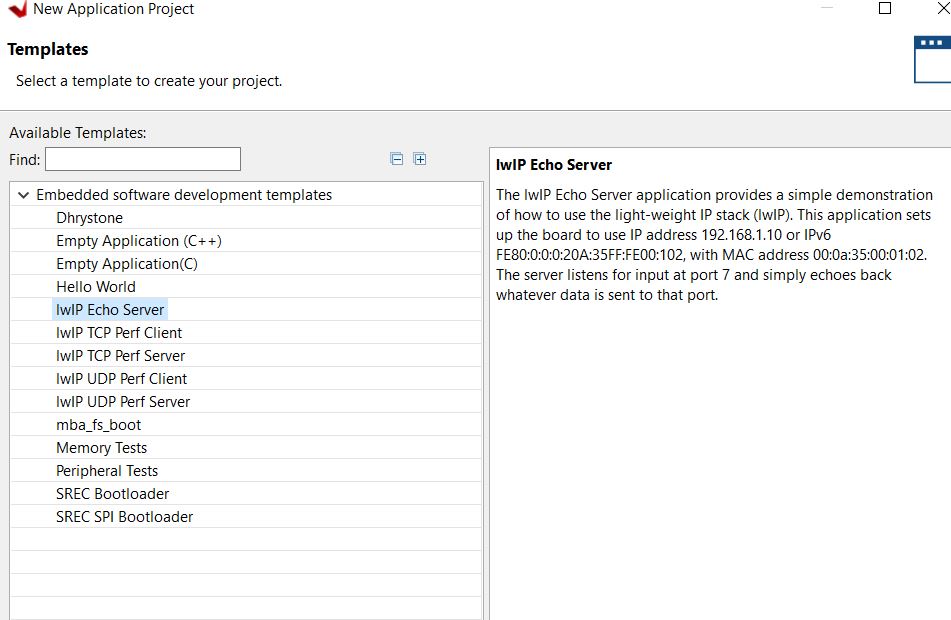 New Application Project
Templates
Select a template to create your project.
Available Templates:
Find:
Embedded software development templates
Dhrystone
Empty Application (C++)
Empty Application(C)
Hello World
lwIP Echo Server
lwIP TCP Perf Client
lwIP TCP Perf Server
lwIP UDP Perf Client
lwIP UDP Perf Server
mba_fs_boot
Memory Tests
Peripheral Tests
SREC Bootloader
SREC SPI Bootloader
lwIP Echo Server
The lwIP Echo Server application provides a simple demonstration
of how to use the light-weight IP stack (lwIP). This application sets
up the board to use IP address 192.168.1.10 or IPv6
FE80:0:0:0:20A:35FF:FE00:102, with MAC address 00:0a:35:00:01:02.
The server listens for input at port 7 and simply echoes back
whatever data is sent to that port.